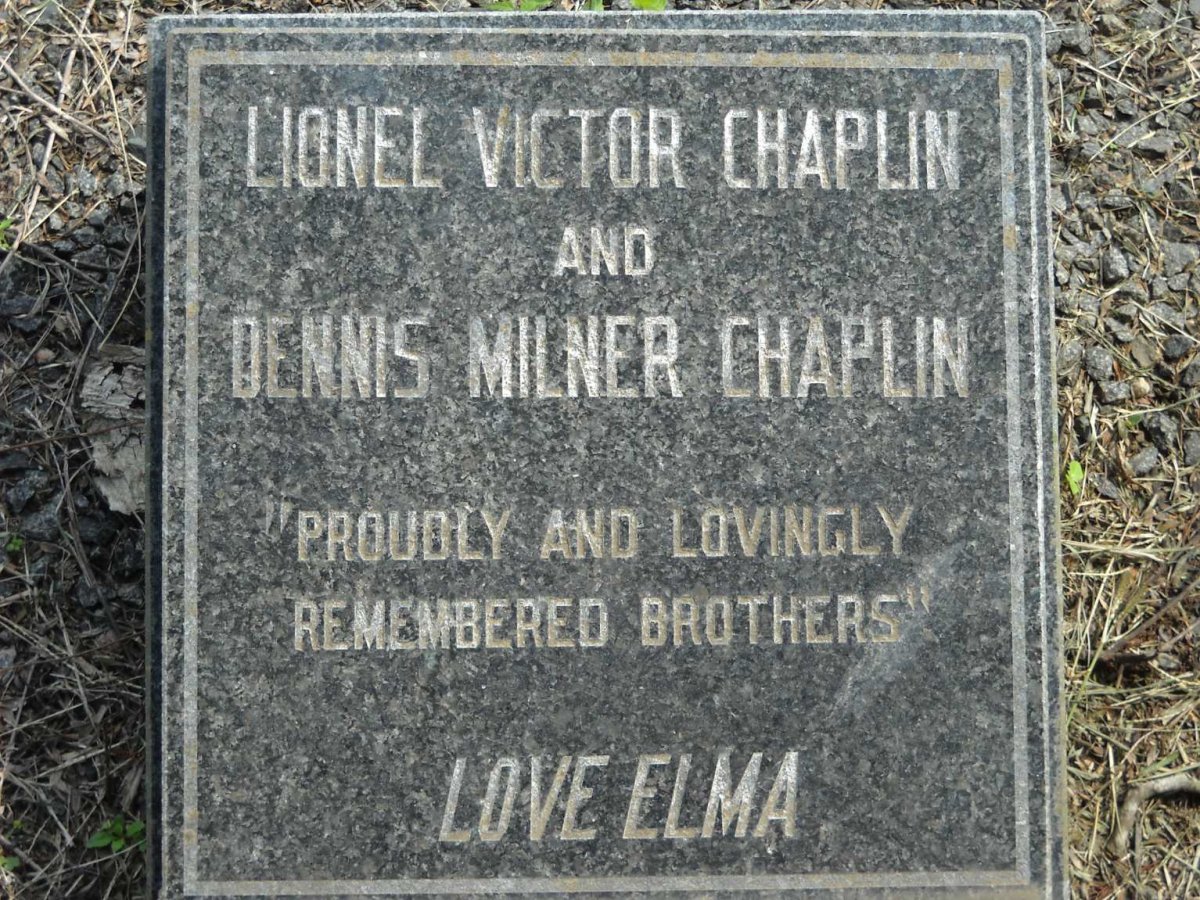 LIONEL VICTOR CHAPLIN
AND
DENNIS MILNER CHAPLIN
"PROUDLY AND LOVINGLY
REMEMBERED BROTHERS"
LOVE ELMA